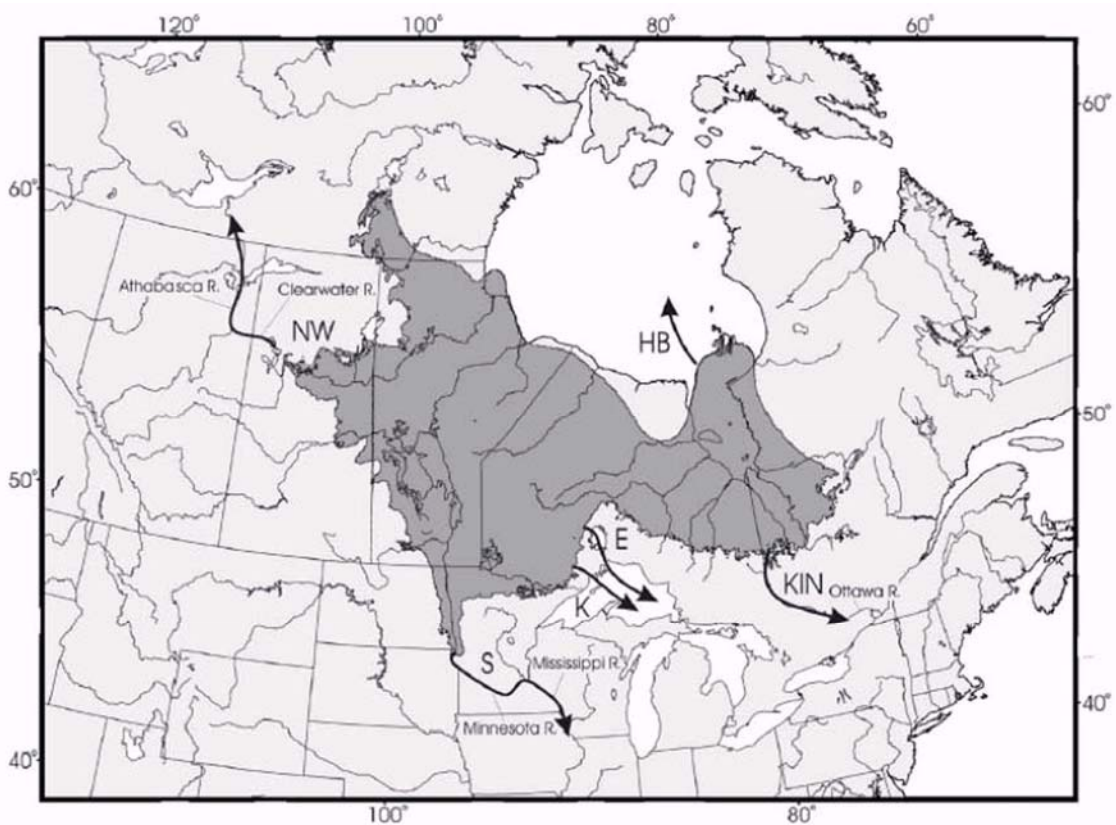 120°
100°
80°
60°
60°
60°
Athabasca R.
Clearwater R.
NW
HB
50°
50°
E
KIN
Ottawa R.
K
S
Mississippi R.
Minnesota R.
40°
40°
100°
80°